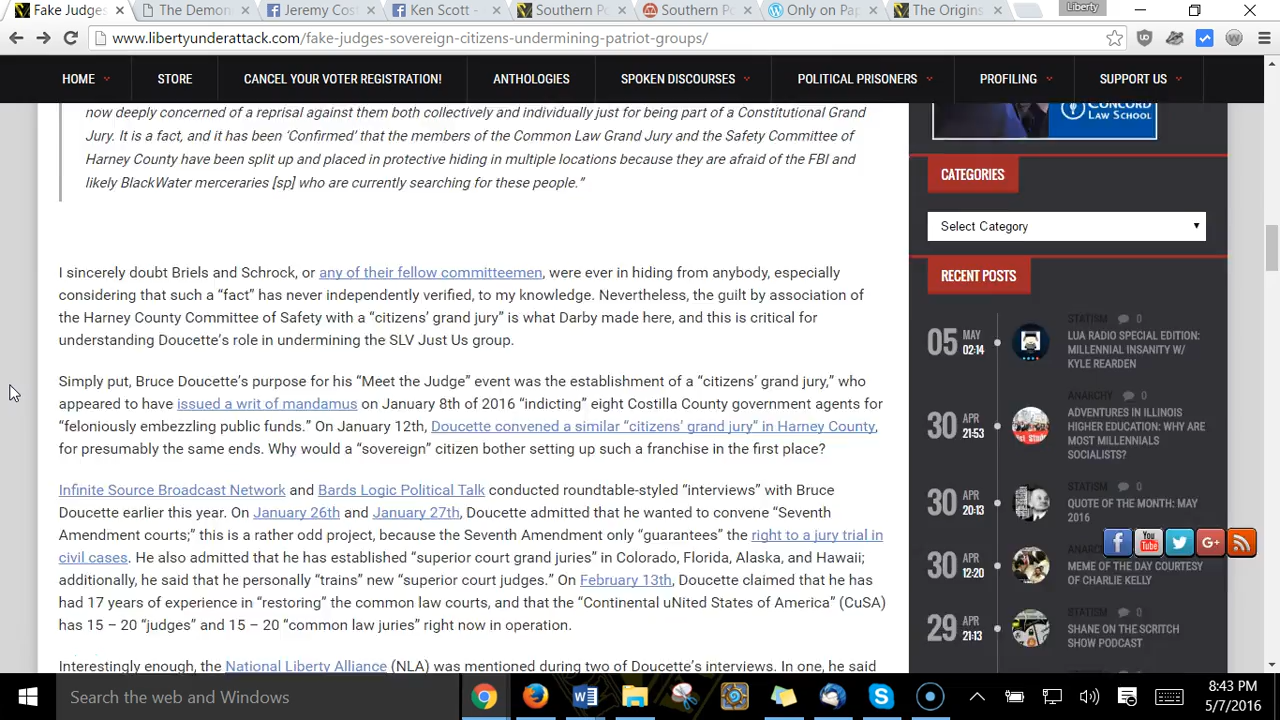 Fake Judges
The Demon
Jeremy Cos
Ken Scott -
Southern Po
Southern Po
Only on Pap
The Origins
Liberty
www.libertyunderattack.com/fake-judges-sovereign-citizens-undermining-patriot-groups/
HOME
STORE
CANCEL YOUR VOTER REGISTRATION!
ANTHOLOGIES
SPOKEN DISCOURSES
POLITICAL PRISONERS
PROFILING
SUPPORT US
now deeply concerned of a reprisal against them both collectively and individually just for being part of a Constitutional Grand
Jury. It is a fact, and it has been ‘Confirmed’ that the members of the Common Law Grand Jury and the Safety Committee of
Harney County have been split up and placed in protective hiding in multiple locations because they are afraid of the FBI and
likely BlackWater merceraries [sp] who are currently searching for these people.”
I sincerely doubt Briels and Schrock, or any of their fellow committeemen, were ever in hiding from anybody, especially
considering that such a “fact” has never independently verified, to my knowledge. Nevertheless, the guilt by association of
the Harney County Committee of Safety with a “citizens’ grand jury” is what Darby made here, and this is critical for
understanding Doucette’s role in undermining the SLV Just Us group.
Simply put, Bruce Doucette’s purpose for his “Meet the Judge” event was the establishment of a “citizens’ grand jury,” who
appeared to have issued a writ of mandamus on January 8th of 2016 “indicting” eight Costilla County government agents for
“feloniously embezzling public funds.” On January 12th, Doucette convened a similar “citizens’ grand jury” in Harney County,
for presumably the same ends. Why would a “sovereign” citizen bother setting up such a franchise in the first place?
Infinite Source Broadcast Network and Bards Logic Political Talk conducted roundtable-styled “interviews” with Bruce
Doucette earlier this year. On January 26th and January 27th, Doucette admitted that he wanted to convene “Seventh
Amendment courts;” this is a rather odd project, because the Seventh Amendment only “guarantees” the right to a jury trial in
civil cases. He also admitted that he has established “superior court grand juries” in Colorado, Florida, Alaska, and Hawaii;
additionally, he said that he personally “trains” new “superior court judges.” On February 13th, Doucette claimed that he has
had 17 years of experience in “restoring” the common law courts, and that the “Continental uNited States of America” (CuSA)
has 15 – 20 “judges” and 15 – 20 “common law juries” right now in operation.
Interestingly enough, the National Liberty Alliance (NLA) was mentioned during two of Doucette’s interviews. In one, he said
CONCORD
LAW SCHOOL
CATEGORIES
Select Category
RECENT POSTS
05 MAY 02:14
STATISM 0
LUA RADIO SPECIAL EDITION:
MILLENNIAL INSANITY W/
KYLE REARDEN
30 APR 21:53
ANARCHY 0
ADVENTURES IN ILLINOIS
HIGHER EDUCATION: WHY ARE
MOST MILLENNIALS
SOCIALISTS?
30 APR 20:13
STATISM 0
QUOTE OF THE MONTH: MAY
2016
30 APR 12:20
MEME OF THE DAY COURTESY
OF CHARLIE KELLY
29 APR 21:13
STATISM 0
SHANE ON THE SCRITCH
SHOW PODCAST
Search the web and Windows
8:43 PM
5/7/2016